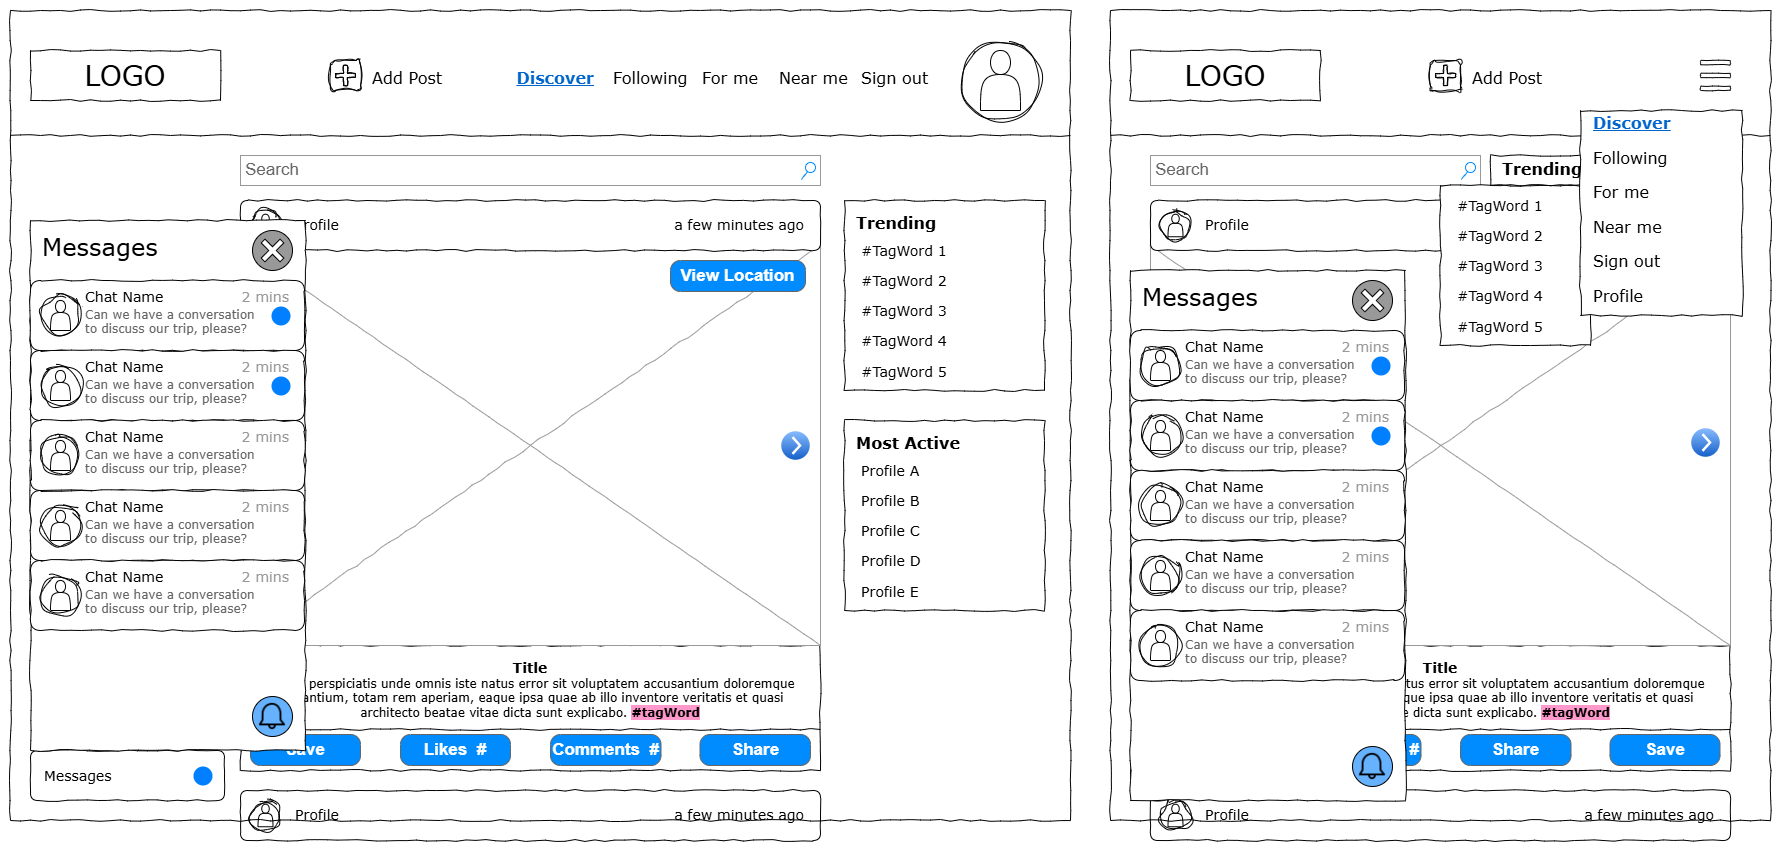 LOGO
Add Post
Discover
Following
For me
Near me
Sign out
Search
rofile
a few minutes ago
View Location
Messages
Chat Name
2 mins
Can we have a conversation
to discuss our trip, please?
Chat Name
2 mins
Can we have a conversation
to discuss our trip, please?
Chat Name
2 mins
Can we have a conversation
to discuss our trip, please?
Chat Name
2 mins
Can we have a conversation
to discuss our trip, please?
Chat Name
2 mins
Can we have a conversation
to discuss our trip, please?
Messages
Trending
#TagWord 1
#TagWord 2
#TagWord 3
#TagWord 4
#TagWord 5
Most Active
Profile A
Profile B
Profile C
Profile D
Profile E
Title
perspiciatis unde omnis iste natus error sit voluptatem accusantium doloremque
antium, totam rem aperiam, eaque ipsa quae ab illo inventore veritatis et quasi
architecto beatae vitae dicta sunt explicabo. #tagWord
Save
Likes #
Comments #
Share
Profile
a few minutes ago
LOGO
Add Post
Discover
Following
For me
Near me
Sign out
Profile
Search
Trending
#TagWord 1
#TagWord 2
#TagWord 3
#TagWord 4
#TagWord 5
Profile
Messages
Chat Name
2 mins
Can we have a conversation
to discuss our trip, please?
Chat Name
2 mins
Can we have a conversation
to discuss our trip, please?
Chat Name
2 mins
Can we have a conversation
to discuss our trip, please?
Chat Name
2 mins
Can we have a conversation
to discuss our trip, please?
Chat Name
2 mins
Can we have a conversation
to discuss our trip, please?
Title
tus error sit voluptatem accusantium doloremque
que ipsa quae ab illo inventore veritatis et quasi
dicta sunt explicabo. #tagWord
#
Share
Save
Profile
a few minutes ago